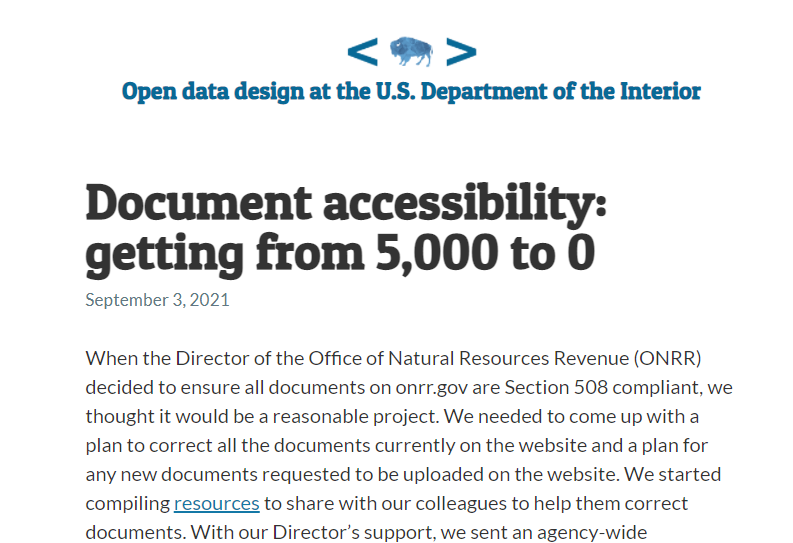 < >
Open data design at the U.S. Department of the Interior
Document accessibility:
getting from 5,000 to 0
September 3, 2021
When the Director of the Office of Natural Resources Revenue (ONRR)
decided to ensure all documents on onrr.gov are Section 508 compliant, we
thought it would be a reasonable project. We needed to come up with a
plan to correct all the documents currently on the website and a plan for
any new documents requested to be uploaded on the website. We started
compiling resources to share with our colleagues to help them correct
documents. With our Director’s support, we sent an agency-wide